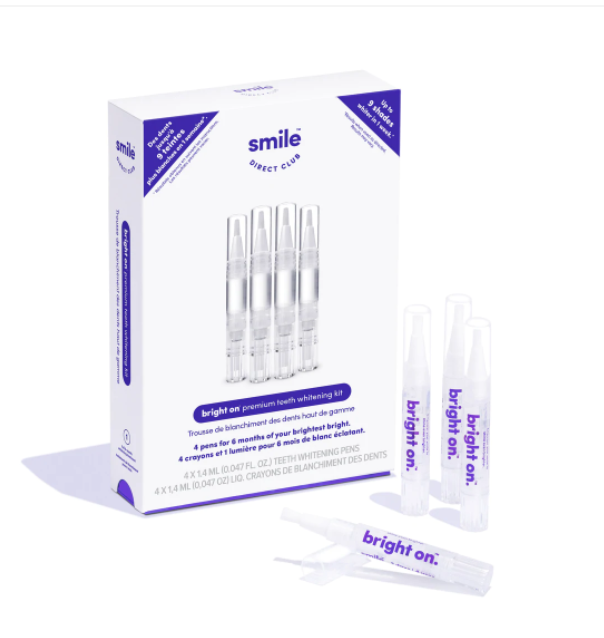 smile
Des dents
jusqu'à
9 teintes
plus blanches en 1 semaine*.
Up to
9 shades
whiter in 1 week.*
smile™
DIRECT CLUB
smile
DIRECT CLUB
bright on premium teeth whitening kit
Trousse de blanchiment des dents haut de gamme
bright on premium teeth whitening kit
Trousse de blanchiment des dents haut de gamme
4 pens for 6 months of your brightest bright.
4 crayons et 1 lumière pour 6 mois de blanc éclatant.
4 X 1,4 ML (0.047 FL. OZ.) TEETH WHITENING PENS
4 X 1,4 ML (0,047 OZ) LIQ. CRAYONS DE BLANCHIMENT DES DENTS
bright on.™
bright on.™
bright on.™
bright on.™